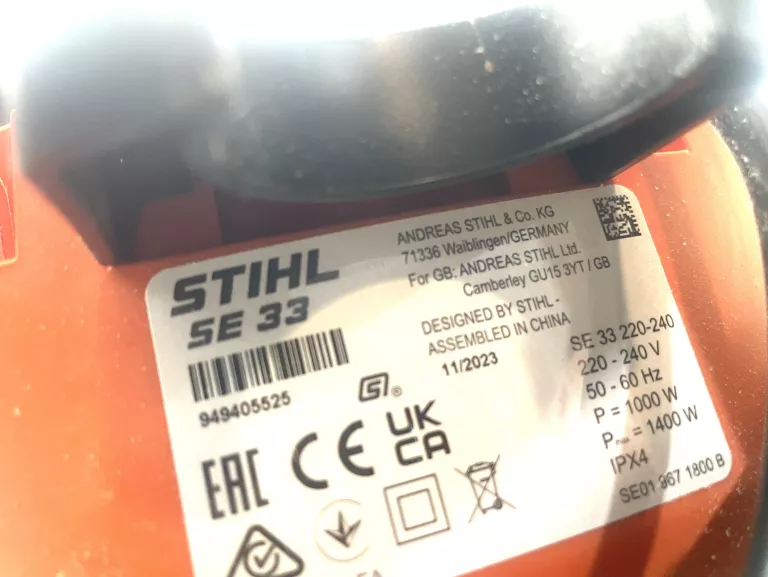 STIHL
SE 33
949405525
ANDREAS STIHL & Co. KG
71336 Waiblingen/GERMANY
For GB: ANDREAS STIHL Ltd.
Camberley GU15 3YT / GB
DESIGNED BY STIHL -
ASSEMBLED IN CHINA
11/2023
SE 33 220-240
220 - 240 V
50 - 60 Hz
P = 1000 W
Pmax = 1400 W
IPX4
SE01 967 1800 B
®
EAC
CE
UK
CA